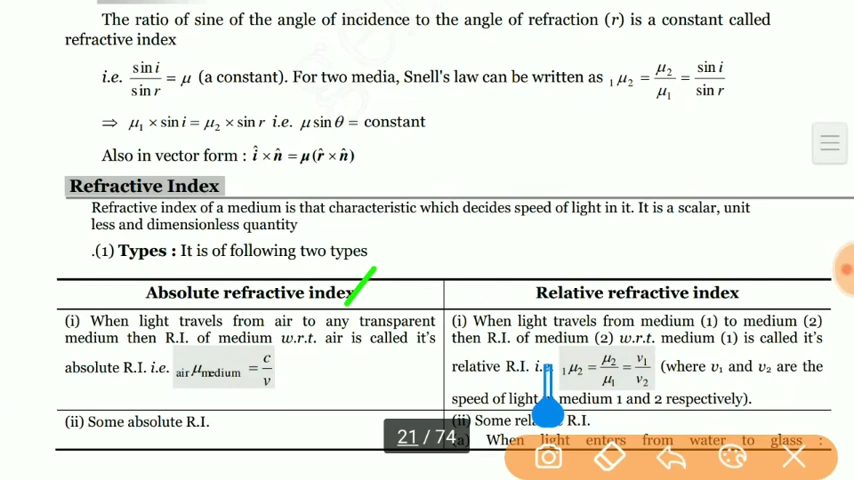 The ratio of sine of the angle of incidence to the angle of refraction (r) is a constant called
refractive index
i.e. sin i / sin r = μ (a constant). For two media, Snell's law can be written as ₁μ₂ = μ₂ / μ₁ = sin i / sin r
⇒ μ₁ × sin i = μ₂ × sin r i.e. μ sin θ = constant
Also in vector form : î × n̂ = μ(r̂ × n̂)
Refractive Index
Refractive index of a medium is that characteristic which decides speed of light in it. It is a scalar, unit
less and dimensionless quantity
.(1) Types : It is of following two types
Absolute refractive index
(i) When light travels from air to any transparent
medium then R.I. of medium w.r.t. air is called it's
absolute R.I. i.e. air μ medium = c / v
(ii) Some absolute R.I.
Relative refractive index
(i) When light travels from medium (1) to medium (2)
then R.I. of medium (2) w.r.t. medium (1) is called it's
relative R.I. i.e. ₁μ₂ = μ₂ / μ₁ = v₁ / v₂ (where v₁ and v₂ are the
speed of light medium 1 and 2 respectively).
(ii) Some R.I.
When light enters from water to glass :
21 / 74